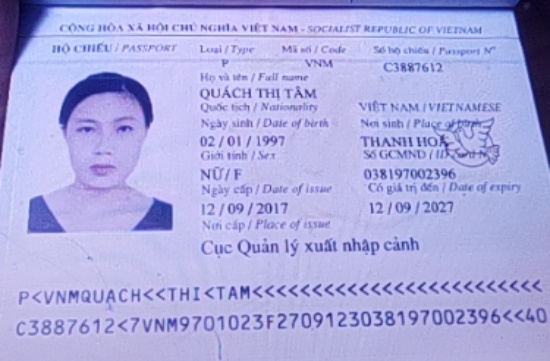 CỘNG HÒA XÃ HỘI CHỦ NGHĨA VIỆT NAM - SOCIALIST REPUBLIC OF VIETNAM
HỘ CHIẾU / PASSPORT Loại / Type Mã số / Code Số hộ chiếu / Passport Nº
P VNM C3887612
Họ và tên / Full name
QUÁCH THỊ TÂM
Quốc tịch / Nationality VIỆT NAM / VIETNAMESE
Ngày sinh / Date of birth Nơi sinh / Place of birth
02 / 01 / 1997 THANH HOÁ
Giới tính / Sex Số GCMND / ID
NỮ / F 038197002396
Ngày cấp / Date of issue Có giá trị đến / Date of expiry
12 / 09 / 2017 12 / 09 / 2027
Nơi cấp / Place of issue
Cục Quản lý xuất nhập cảnh
P<VNMQUACH<<THI<TAM<<<<<<<<<<<<<<<<<<<<<<<<<
C3887612<7VNM9701023F2709123038197002396<<40